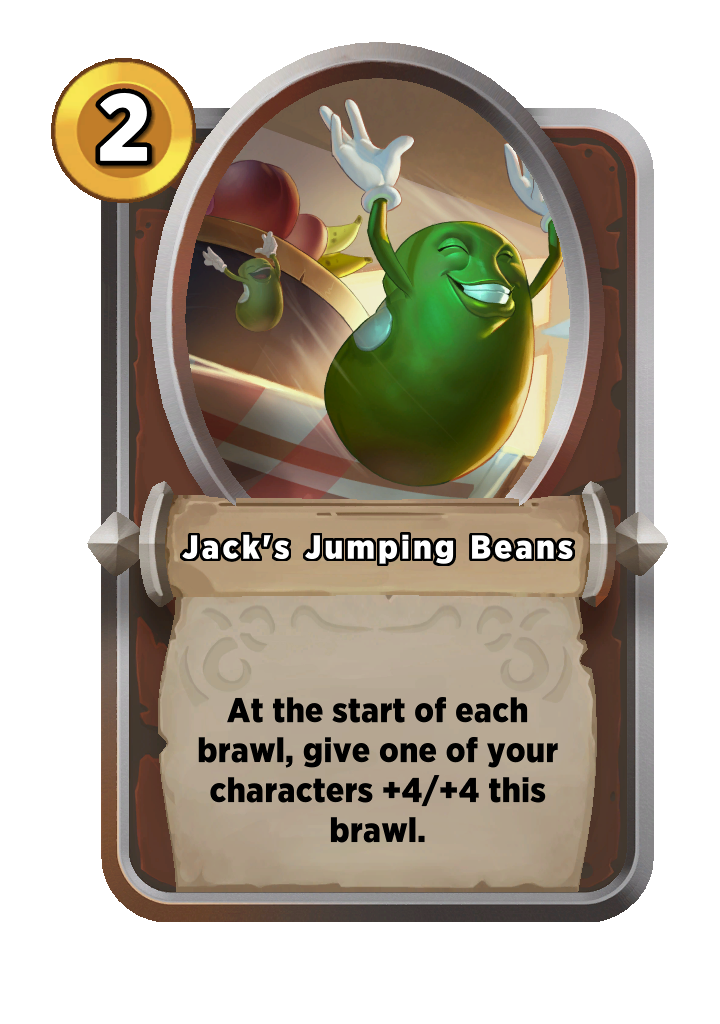 2
Jack's Jumping Beans
At the start of each
brawl, give one of your
characters +4/+4 this
brawl.